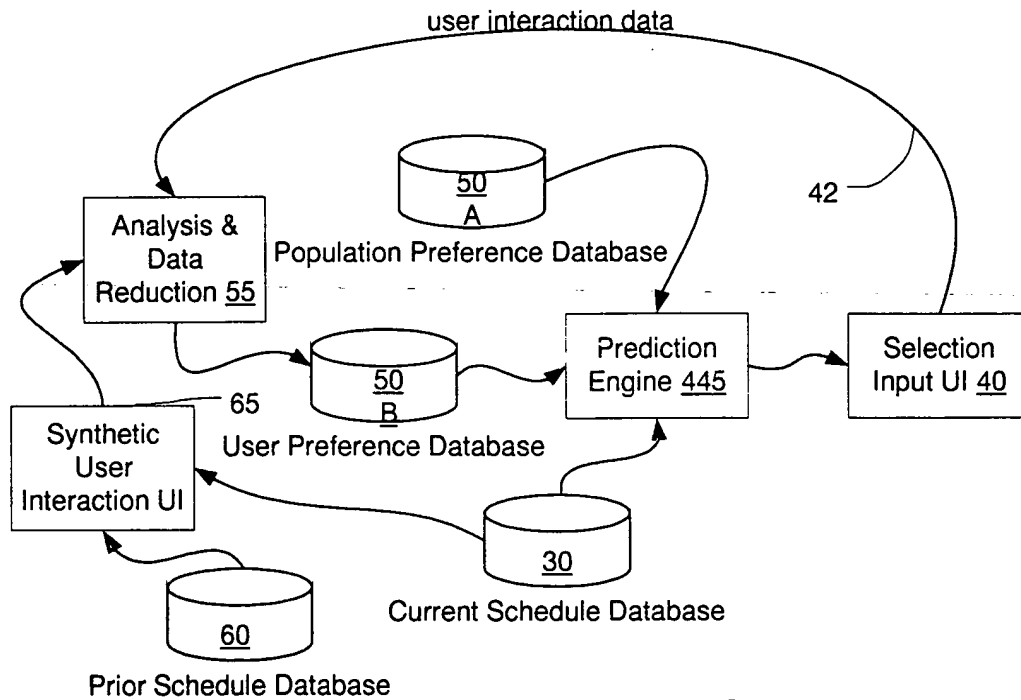 user interaction data
50
A
Population Preference Database
42
Analysis &
Data
Reduction 55
50
B
User Preference Database
Prediction
Engine 445
Selection
Input UI 40
65
Synthetic
User
Interaction UI
30
Current Schedule Database
60
Prior Schedule Database